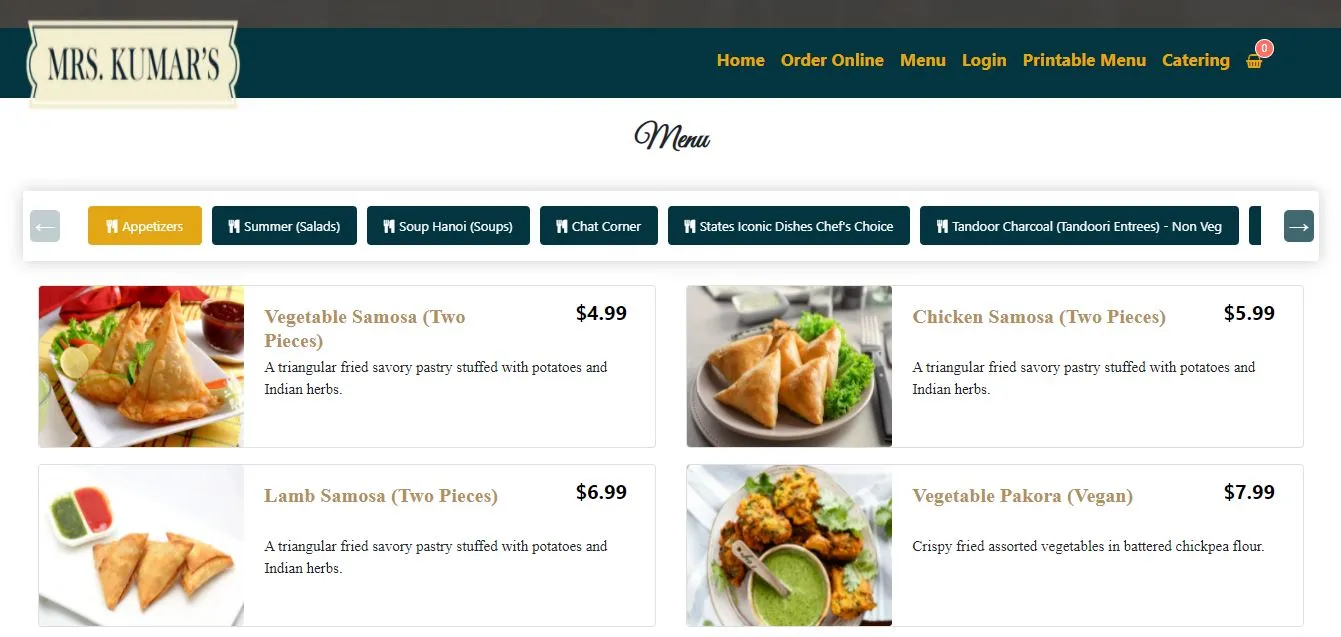 MRS. KUMAR'S
Home Order Online Menu Login Printable Menu Catering 0
Menu
← Appetizers Summer (Salads) Soup Hanoi (Soups) Chat Corner States Iconic Dishes Chef's Choice Tandoor Charcoal (Tandoori Entrees) - Non Veg →
Vegetable Samosa (Two
Pieces)
$4.99
A triangular fried savory pastry stuffed with potatoes and
Indian herbs.
Chicken Samosa (Two Pieces)
$5.99
A triangular fried savory pastry stuffed with potatoes and
Indian herbs.
Lamb Samosa (Two Pieces)
$6.99
A triangular fried savory pastry stuffed with potatoes and
Indian herbs.
Vegetable Pakora (Vegan)
$7.99
Crispy fried assorted vegetables in battered chickpea flour.